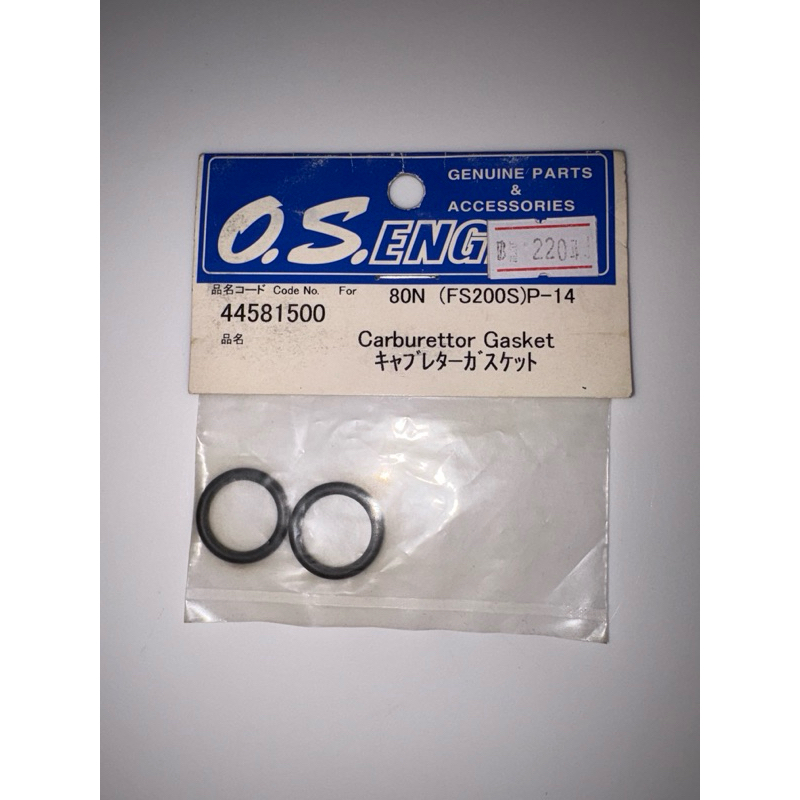 GENUINE PARTS
&
ACCESSORIES
O.S.ENG
品名コード Code No. For
80N (FS200S)P-14
44581500
品名
Carburettor Gasket
キャブレターガスケット